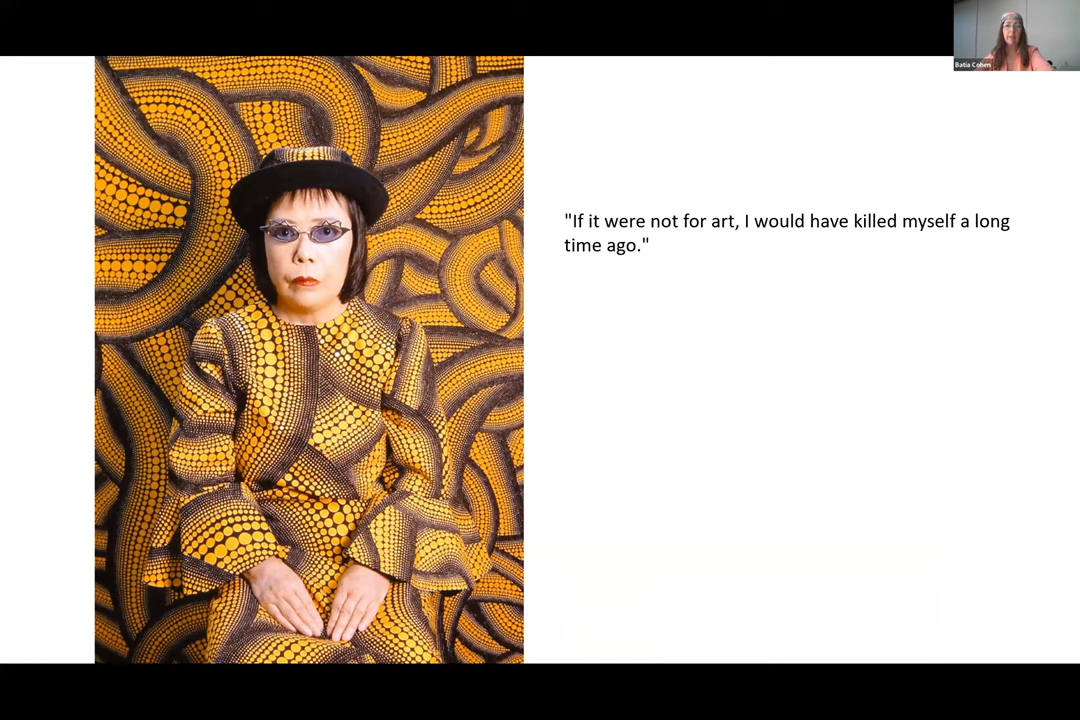 Batia Cohen
"If it were not for art, I would have killed myself a long
time ago."